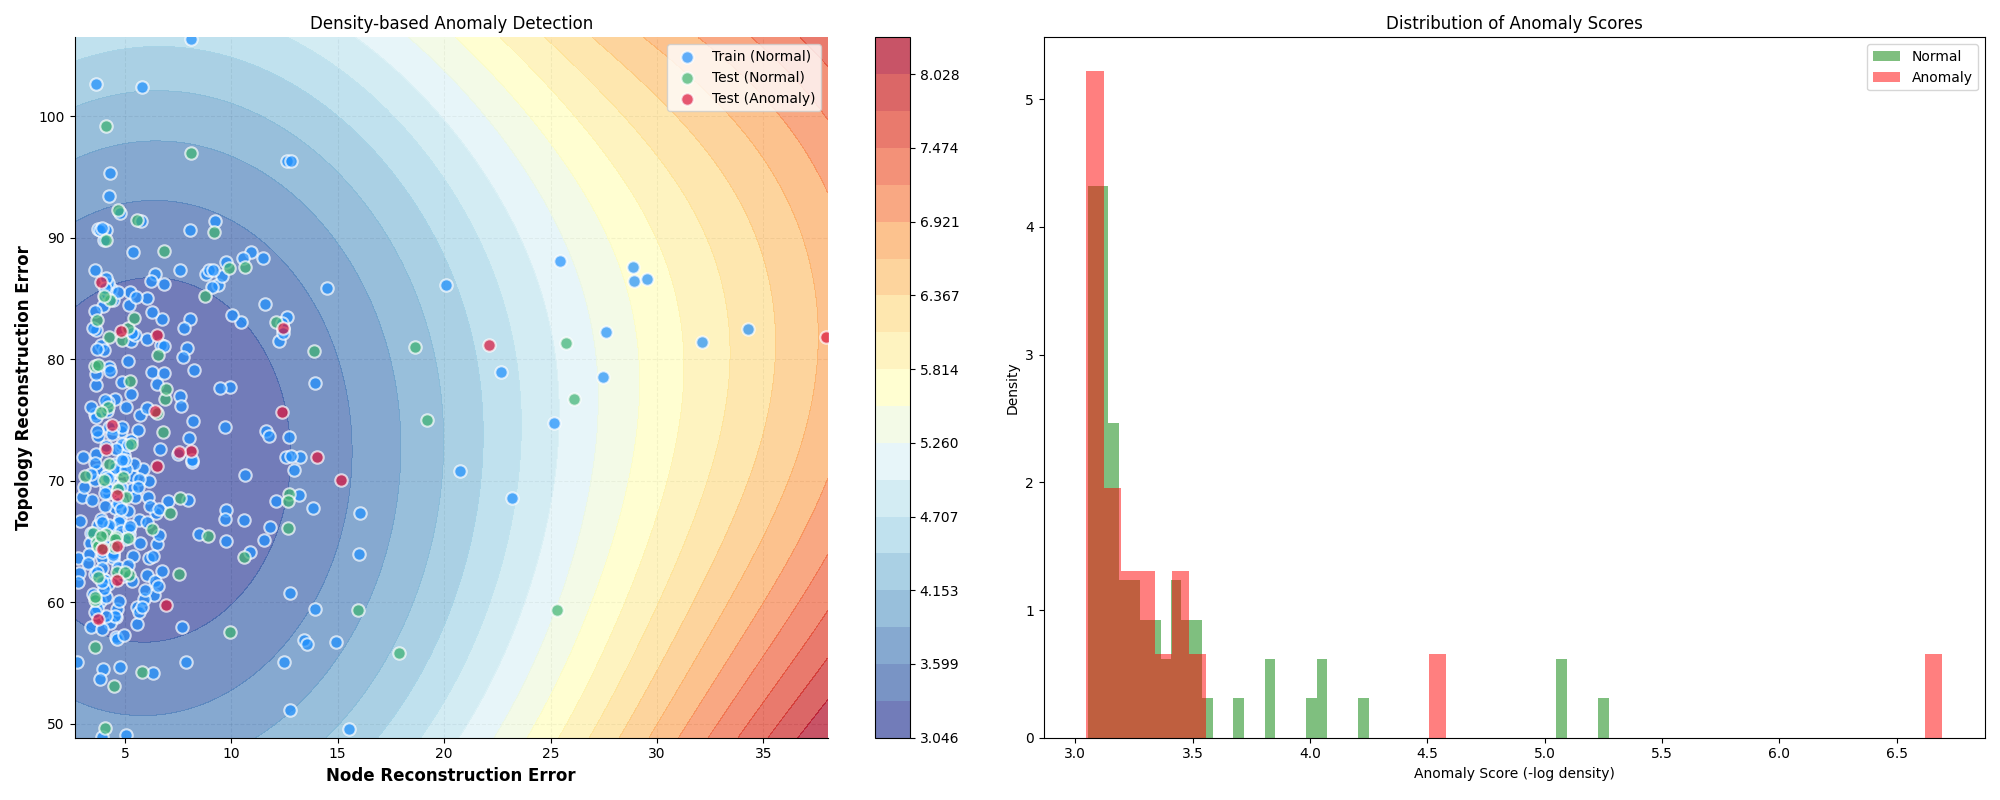 Density-based Anomaly Detection
Train (Normal)
Test (Normal)
Test (Anomaly)
Topology Reconstruction Error
100
90
80
70
60
50
5 10 15 20 25 30 35
Node Reconstruction Error
8.028
7.474
6.921
6.367
5.814
5.260
4.707
4.153
3.599
3.046
Distribution of Anomaly Scores
Normal
Anomaly
Density
5
4
3
2
1
0
3.0 3.5 4.0 4.5 5.0 5.5 6.0 6.5
Anomaly Score (-log density)